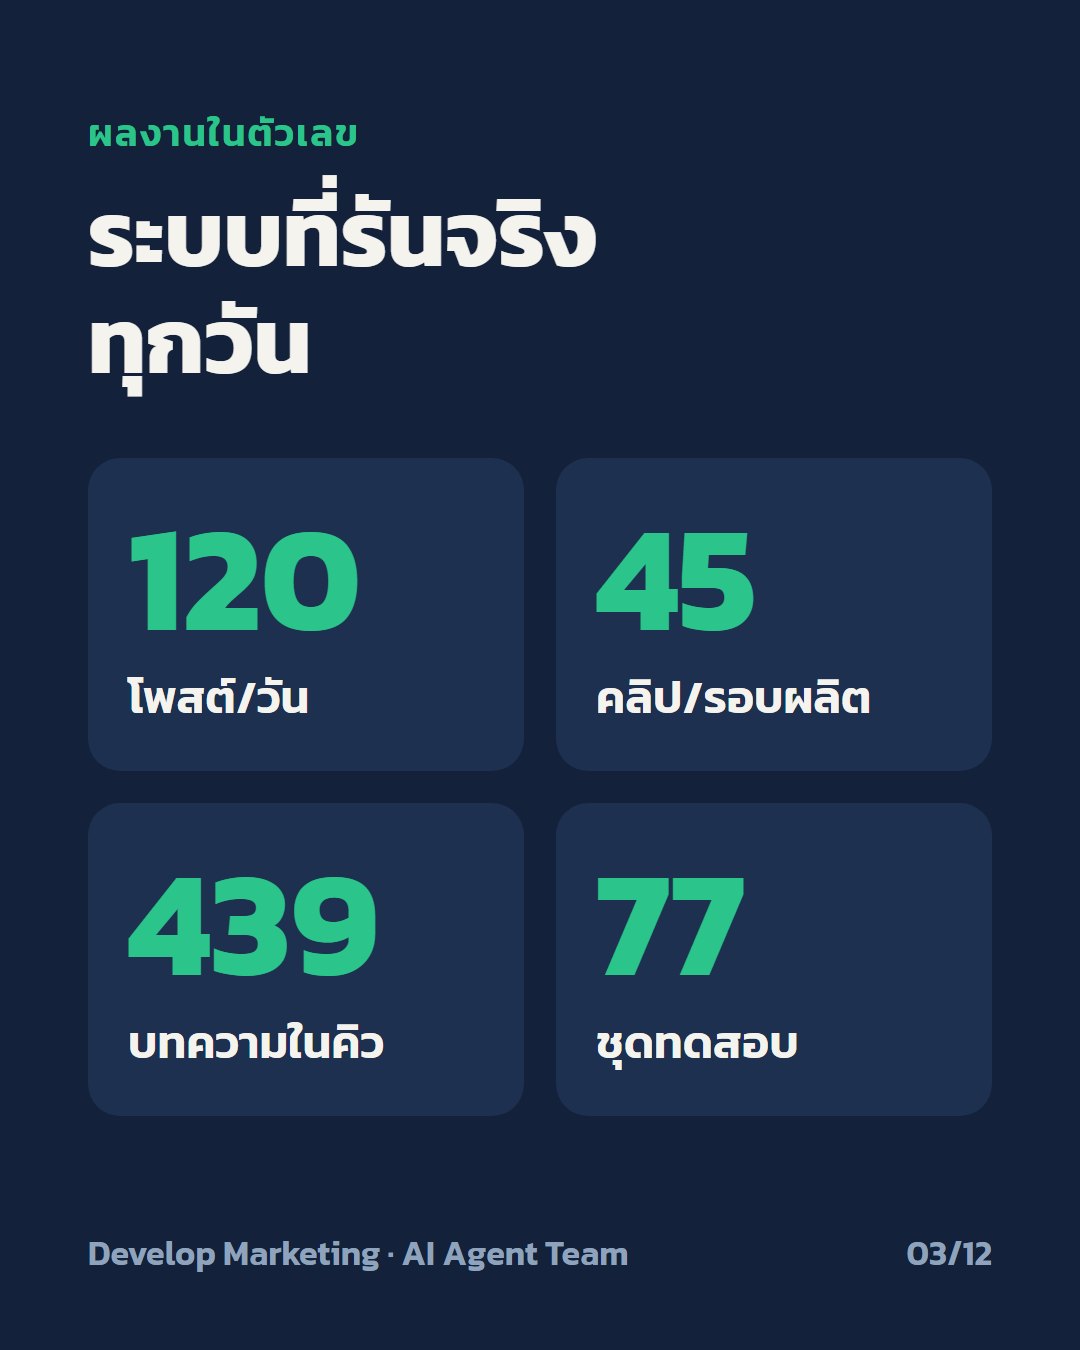 ผลงานในตัวเลข
ระบบที่รันจริง
ทุกวัน
120
โพสต์/วัน
45
คลิป/รอบผลิต
439
บทความในคิว
77
ชุดทดสอบ
Develop Marketing · AI Agent Team
03/12